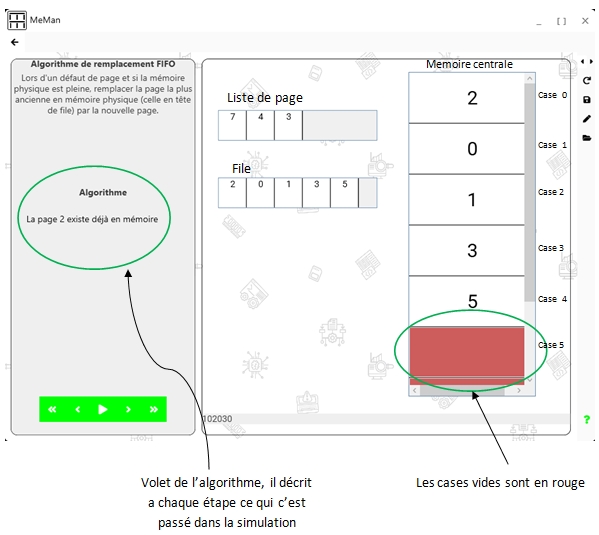 MeMan
Algorithme de remplacement FIFO
Lors d'un défaut de page et si la mémoire
physique est pleine, remplacer la page la plus
ancienne en mémoire physique (celle en tête
de file) par la nouvelle page.
Algorithme
La page 2 existe déjà en mémoire
Liste de page
7 4 3
File
2 0 1 3 5
102030
Memoire centrale
2 Case 0
0 Case 1
1 Case 2
3 Case 3
5 Case 4
Case 5
?
Volet de l'algorithme, il décrit
a chaque étape ce qui c'est
passé dans la simulation
Les cases vides sont en rouge